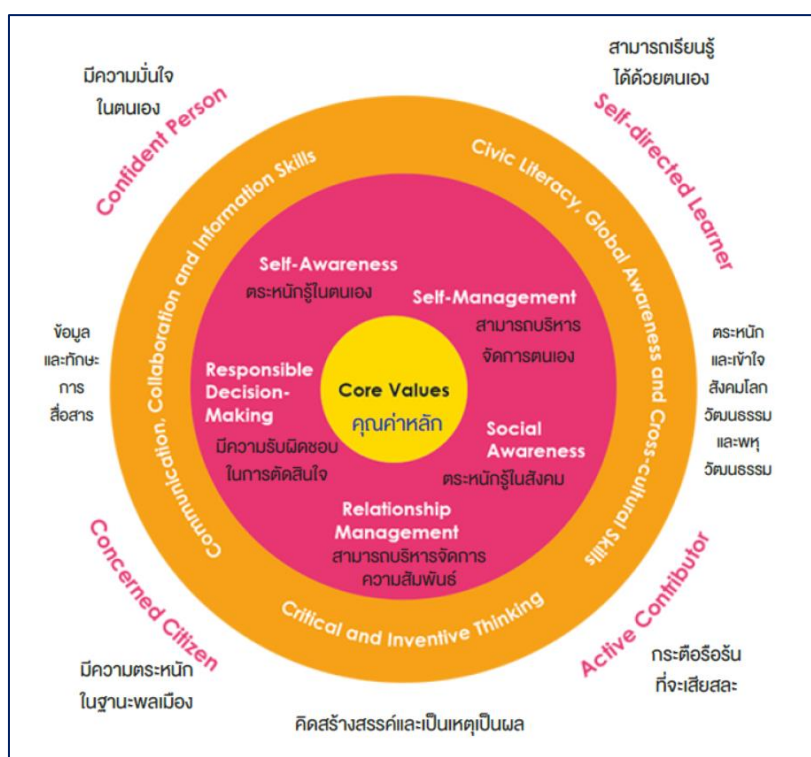 มีความมั่นใจ
ในตนเอง
Confident Person
สามารถเรียนรู้
ได้ด้วยตนเอง
Self-directed Learner
Communication, Collaboration and Information Skills
Civic Literacy, Global Awareness and Cross-cultural Skills
Self-Awareness
ตระหนักรู้ในตนเอง
Self-Management
สามารถบริหาร
จัดการตนเอง
ข้อมูล
และทักษะ
การ
สื่อสาร
Responsible
Decision-
Making
มีความรับผิดชอบ
ในการตัดสินใจ
Core Values
คุณค่าหลัก
Social
Awareness
ตระหนักรู้ในสังคม
ตระหนัก
และเข้าใจ
สังคมโลก
วัฒนธรรม
และพหุ
วัฒนธรรม
Relationship
Management
สามารถบริหารจัดการ
ความสัมพันธ์
Critical and Inventive Thinking
Concerned Citizen
มีความตระหนัก
ในฐานะพลเมือง
Active Contributor
กระตือรือร้น
ที่จะเสียสละ
คิดสร้างสรรค์และเป็นเหตุเป็นผล